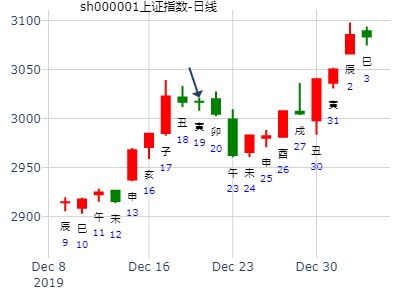 sh000001上证指数-日线
3100
3050
3000
2950
2900
辰
9
巳
10
午
11
未
12
申
13
亥
16
子
17
丑
18
寅
19
卯
20
午
23
未
24
申
25
酉
26
戌
27
丑
30
寅
31
辰
2
巳
3
Dec 8
2019
Dec 16
Dec 23
Dec 30